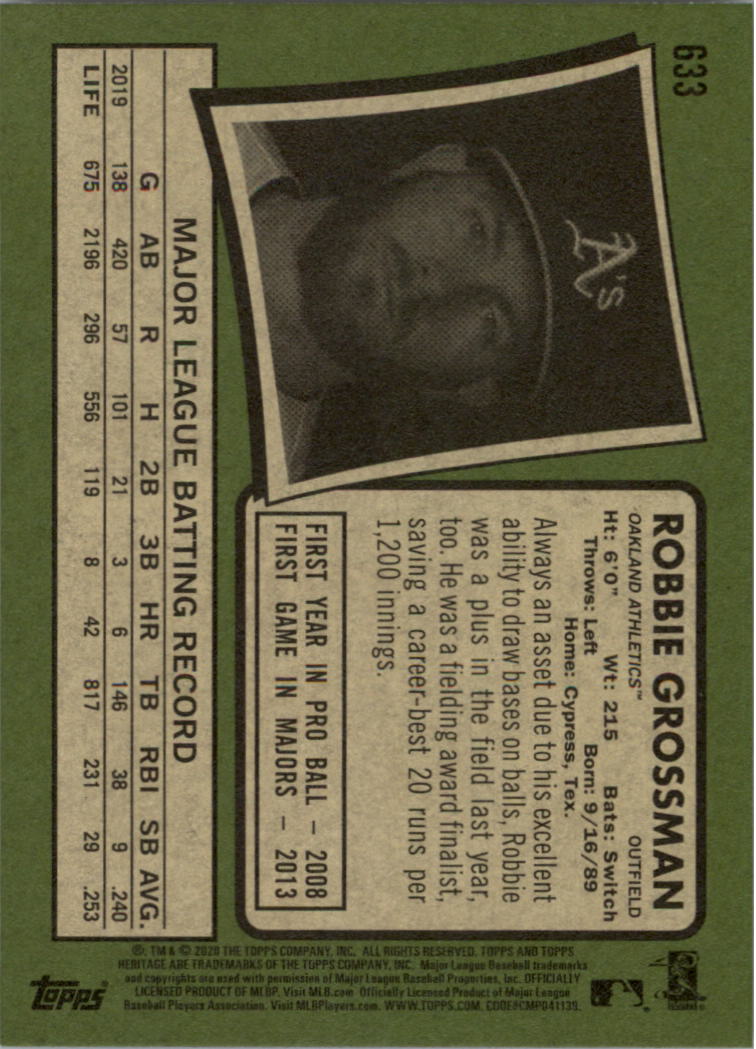 633
A's
ROBBIE GROSSMAN
OAKLAND ATHLETICS™ OUTFIELD
Ht: 6'0" Wt: 215 Bats: Switch
Throws: Left Born: 9/16/89
Home: Cypress, Tex.
Always an asset due to his excellent
ability to draw bases on balls, Robbie
was a plus in the field last year,
too. He was a fielding award finalist,
saving a career-best 20 runs per
1,200 innings.
FIRST YEAR IN PRO BALL – 2008
FIRST GAME IN MAJORS – 2013
MAJOR LEAGUE BATTING RECORD
G AB R H 2B 3B HR TB RBI SB AVG.
2019 138 420 57 101 21 3 6 146 38 9 .240
LIFE 675 2196 296 556 119 8 42 817 231 29 .253
®, TM & © 2020 THE TOPPS COMPANY, INC. ALL RIGHTS RESERVED. TOPPS AND TOPPS
HERITAGE ARE TRADEMARKS OF THE TOPPS COMPANY, INC. Major League Baseball trademarks
and copyrights are used with permission of Major League Baseball Properties, Inc. OFFICIALLY
LICENSED PRODUCT OF MLBP. Visit MLB.com Officially Licensed Product of Major League
Baseball Players Association. Visit MLBPlayers.com. WWW.TOPPS.COM. CODE#CMP041139.
topps